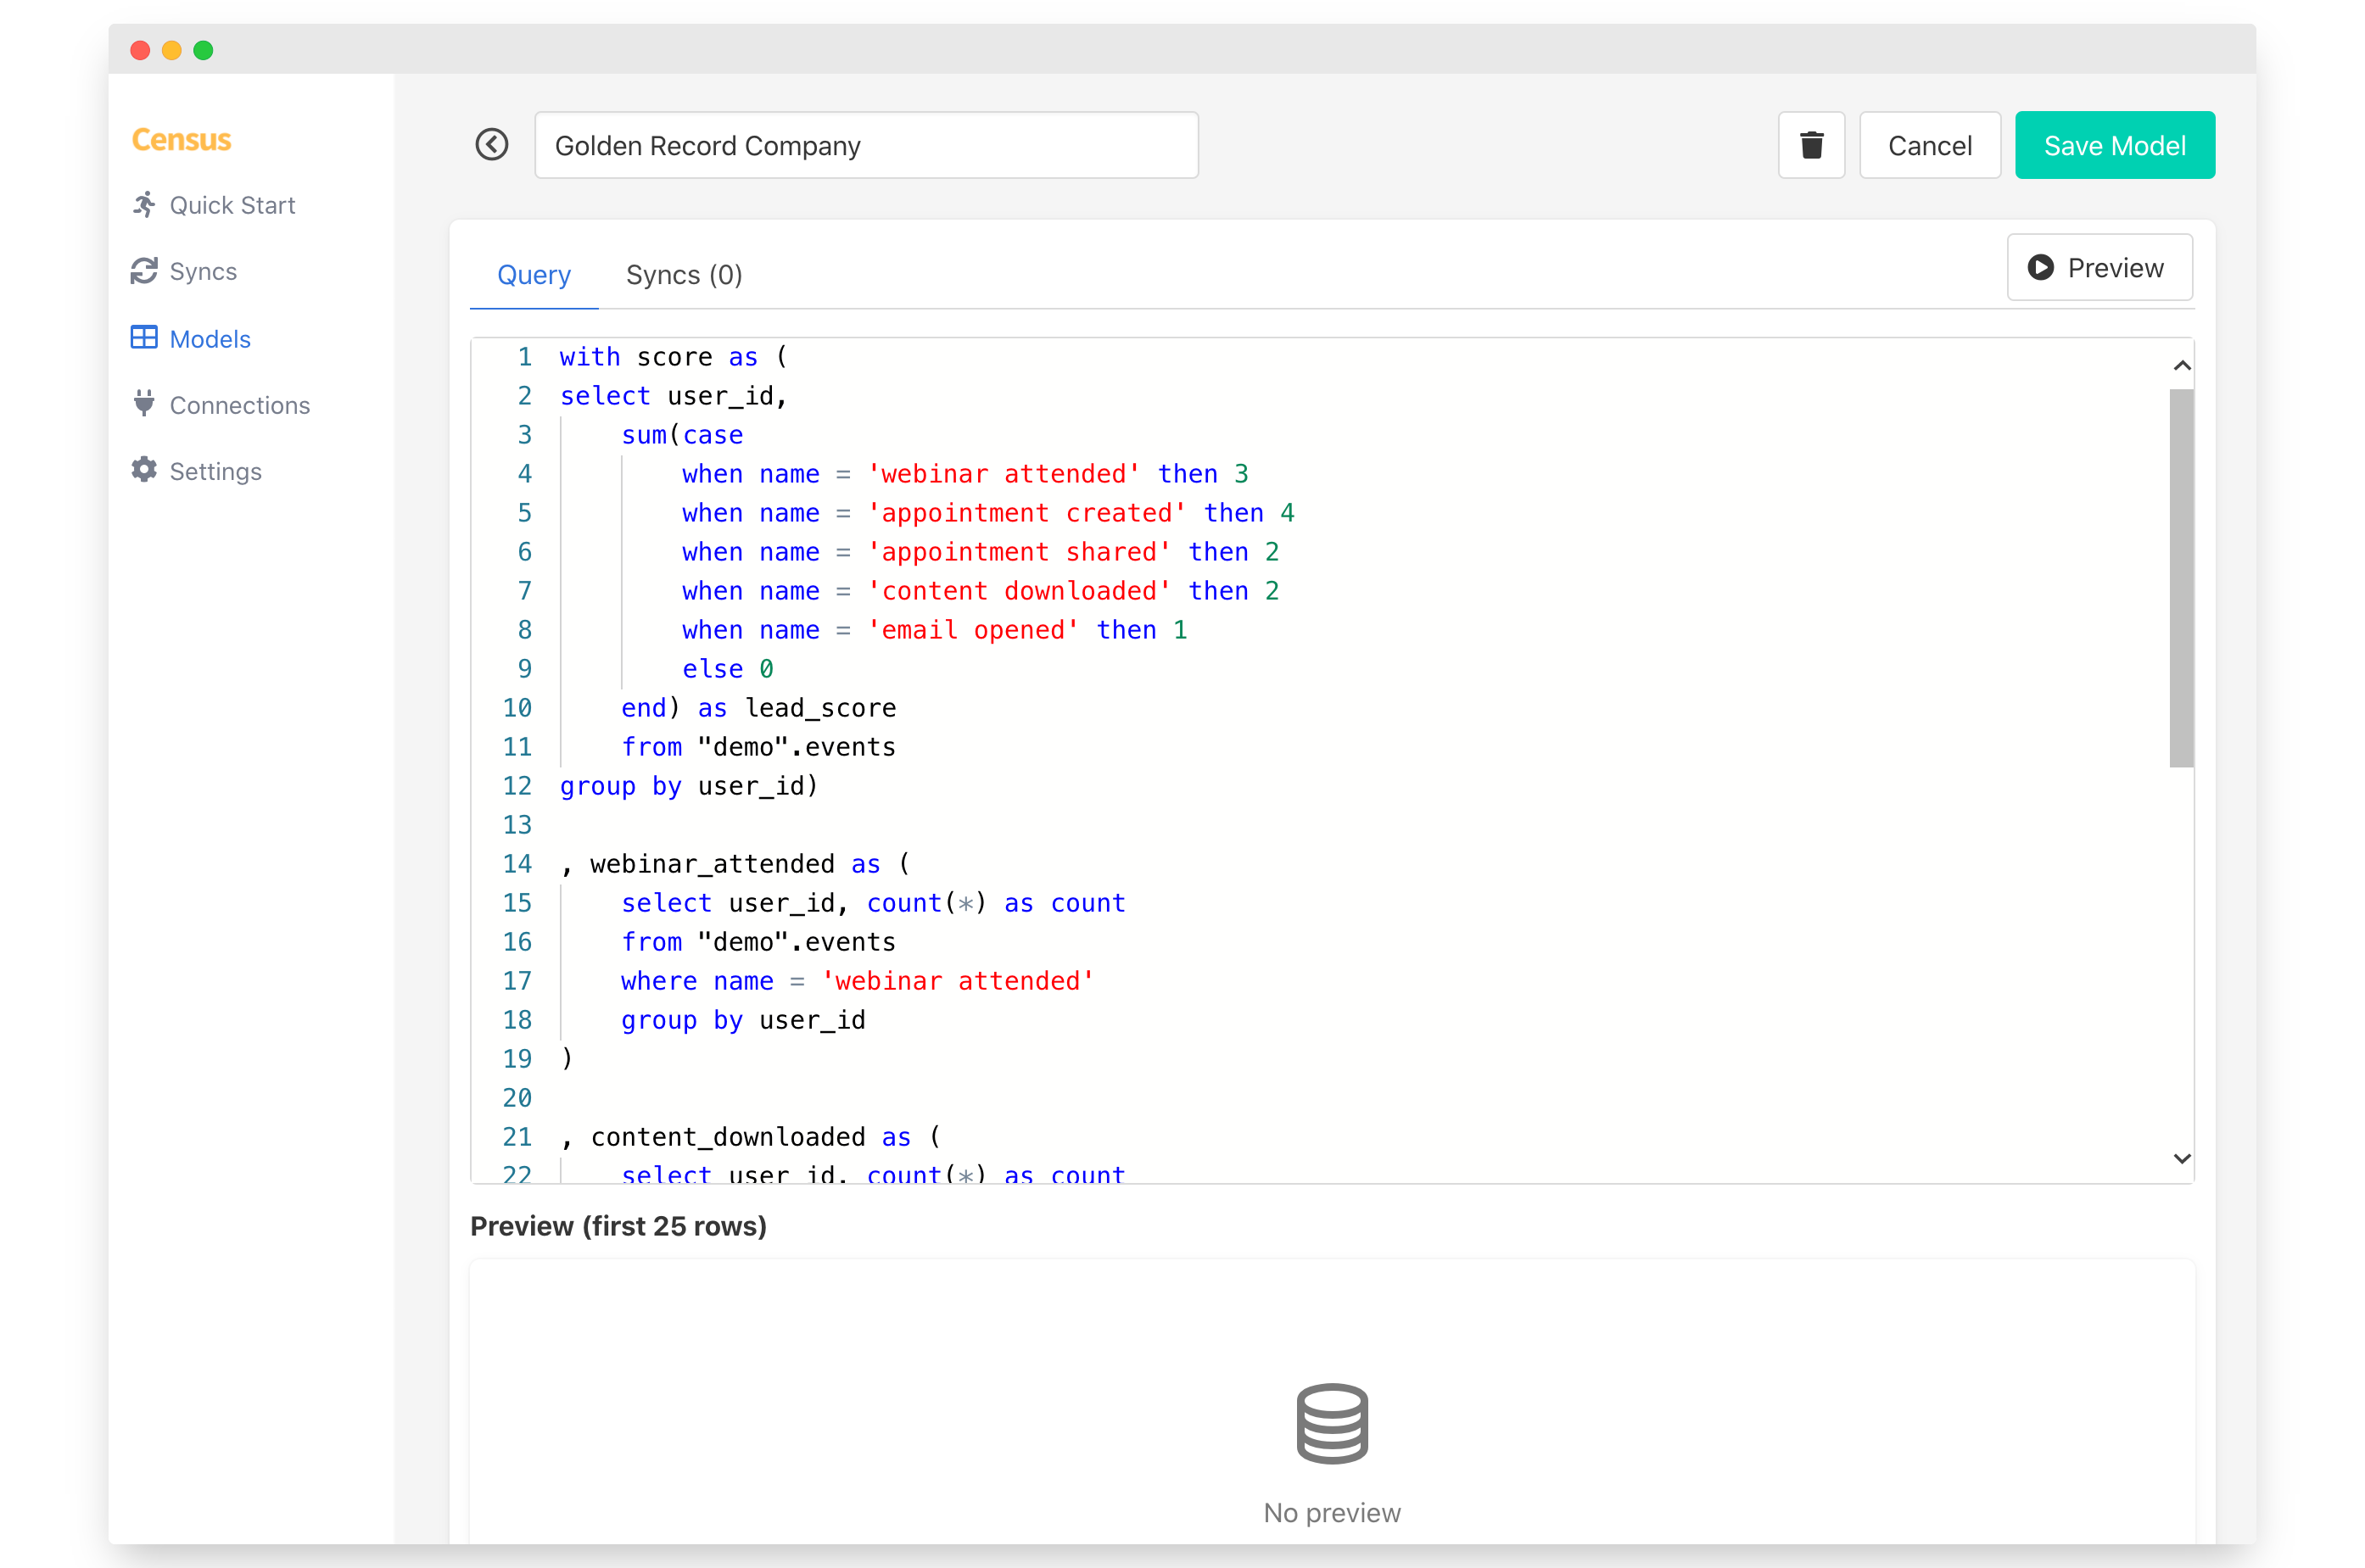 Census
Quick Start
Syncs
Models
Connections
Settings
Golden Record Company
Cancel
Save Model
Query
Syncs (0)
Preview
1 with score as (
2 select user_id,
3     sum(case
4         when name = 'webinar attended' then 3
5         when name = 'appointment created' then 4
6         when name = 'appointment shared' then 2
7         when name = 'content downloaded' then 2
8         when name = 'email opened' then 1
9         else 0
10     end) as lead_score
11     from "demo".events
12 group by user_id)
13
14 , webinar_attended as (
15     select user_id, count(*) as count
16     from "demo".events
17     where name = 'webinar attended'
18     group by user_id
19 )
20
21 , content_downloaded as (
22     select user_id, count(*) as count
Preview (first 25 rows)
No preview